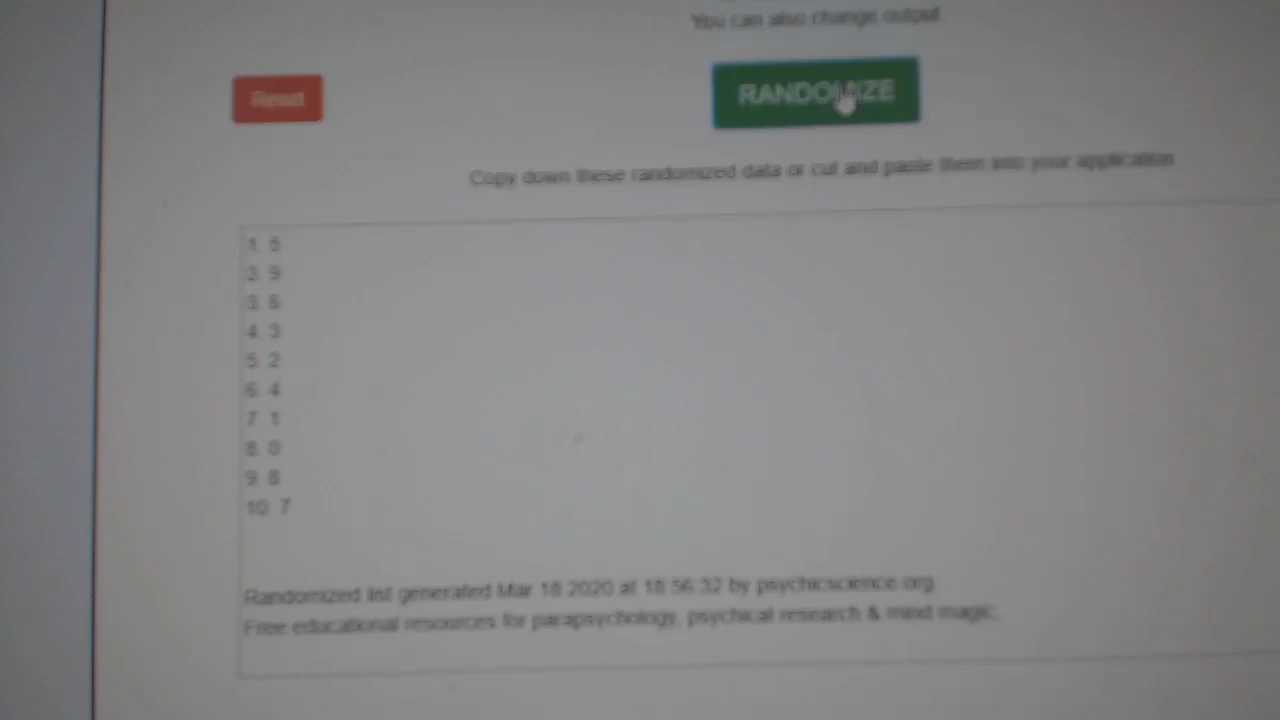 You can also change output
Reset
RANDOMIZE
Copy down these randomized data or cut and paste them into your application
1. 5
2. 9
3. 6
4. 3
5. 2
6. 4
7. 1
8. 0
9. 8
10. 7
Randomized list generated Mar 18 2020 at 18:56:32 by psychicscience.org
Free educational resources for parapsychology, psychical research & mind magic.